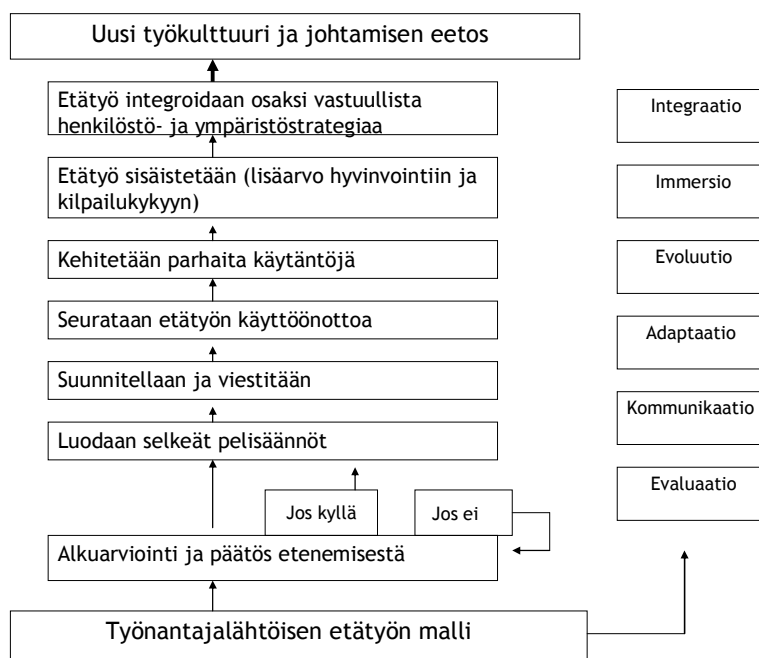 Uusi työkulttuuri ja johtamisen eetos
Etätyö integroidaan osaksi vastuullista
henkilöstö- ja ympäristöstrategiaa
Integraatio
Etätyö sisäistetään (lisäarvo hyvinvointiin ja
kilpailukykyyn)
Immersio
Kehitetään parhaita käytäntöjä
Evoluutio
Seurataan etätyön käyttöönottoa
Adaptaatio
Suunnitellaan ja viestitään
Kommunikaatio
Luodaan selkeät pelisäännöt
Evaluaatio
Jos kyllä
Jos ei
Alkuarviointi ja päätös etenemisestä
Työnantajalähtöisen etätyön malli